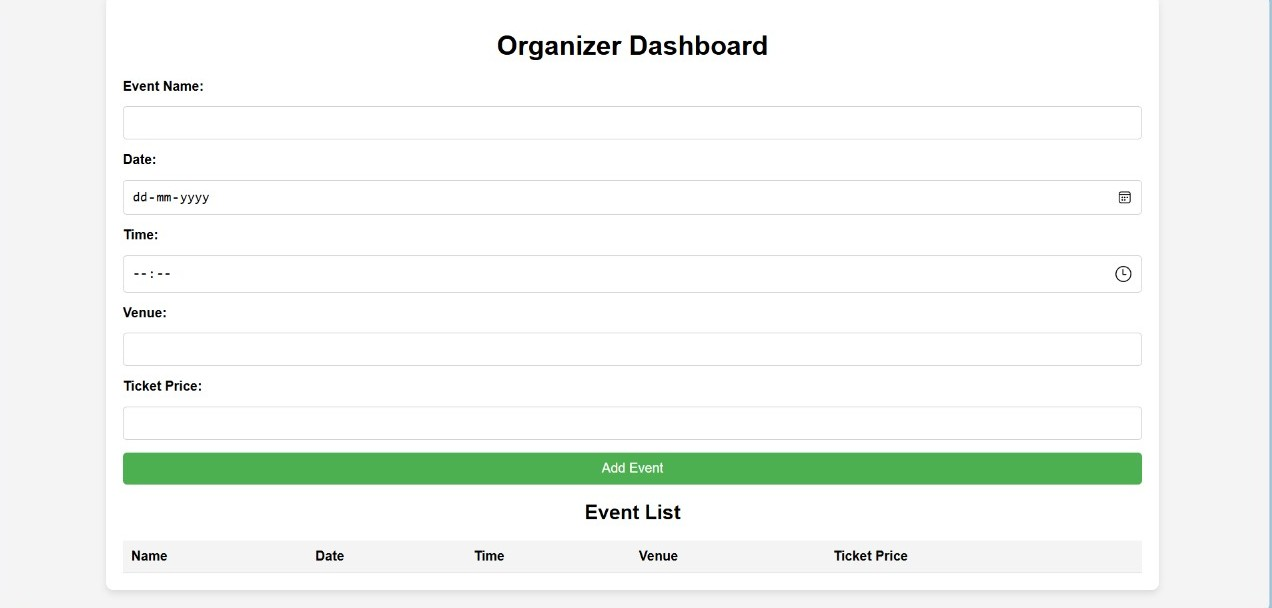 Organizer Dashboard
Event Name:
Date:
dd-mm-yyyy
Time:
--:--
Venue:
Ticket Price:
Add Event
Event List
Name Date Time Venue Ticket Price